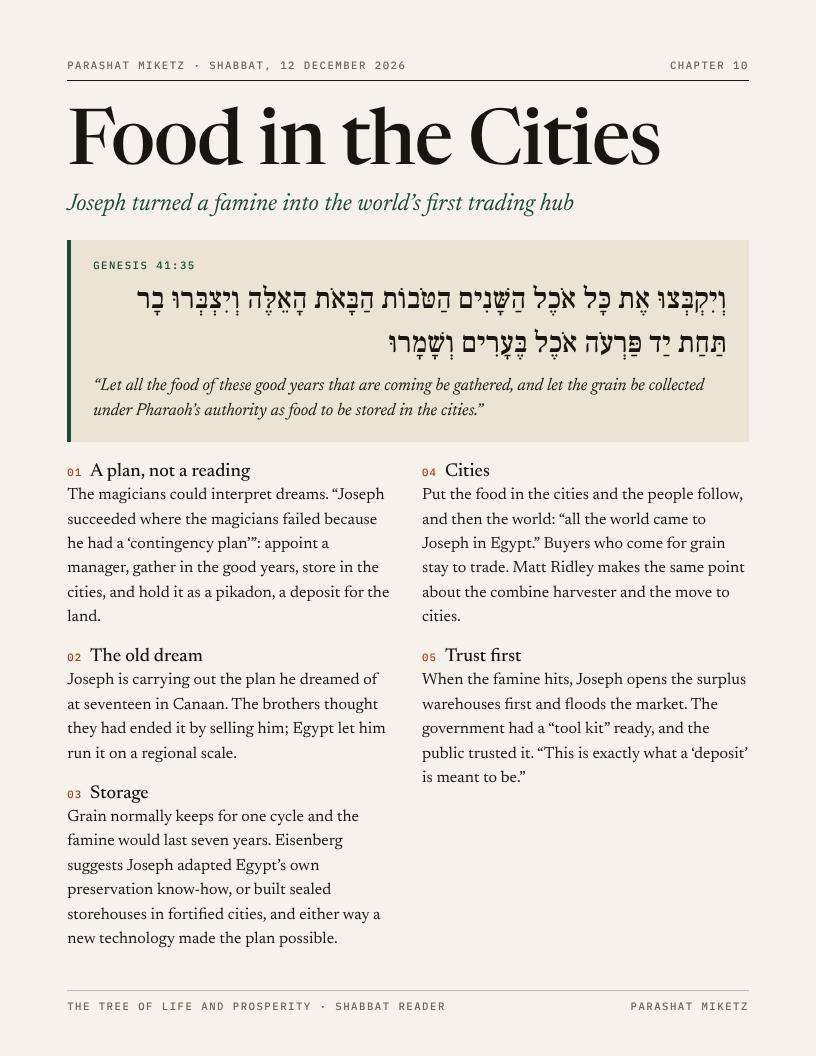 PARASHAT MIKETZ · SHABBAT, 12 DECEMBER 2026
CHAPTER 10
Food in the Cities
Joseph turned a famine into the world’s first trading hub
GENESIS 41:35
וְיִקְבְּצוּ אֶת כָּל אֹכֶל הַשָּׁנִים הַטֹּבוֹת הַבָּאֹת הָאֵלֶּה וְיִצְבְּרוּ בָר
תַּחַת יַד פַּרְעֹה אֹכֶל בֶּעָרִים וְשָׁמָרוּ
“Let all the food of these good years that are coming be gathered, and let the grain be collected
under Pharaoh’s authority as food to be stored in the cities.”
01 A plan, not a reading
The magicians could interpret dreams. “Joseph
succeeded where the magicians failed because
he had a ‘contingency plan’”: appoint a
manager, gather in the good years, store in the
cities, and hold it as a pikadon, a deposit for the
land.
02 The old dream
Joseph is carrying out the plan he dreamed of
at seventeen in Canaan. The brothers thought
they had ended it by selling him; Egypt let him
run it on a regional scale.
03 Storage
Grain normally keeps for one cycle and the
famine would last seven years. Eisenberg
suggests Joseph adapted Egypt’s own
preservation know-how, or built sealed
storehouses in fortified cities, and either way a
new technology made the plan possible.
04 Cities
Put the food in the cities and the people follow,
and then the world: “all the world came to
Joseph in Egypt.” Buyers who come for grain
stay to trade. Matt Ridley makes the same point
about the combine harvester and the move to
cities.
05 Trust first
When the famine hits, Joseph opens the surplus
warehouses first and floods the market. The
government had a “tool kit” ready, and the
public trusted it. “This is exactly what a ‘deposit’
is meant to be.”
THE TREE OF LIFE AND PROSPERITY · SHABBAT READER
PARASHAT MIKETZ